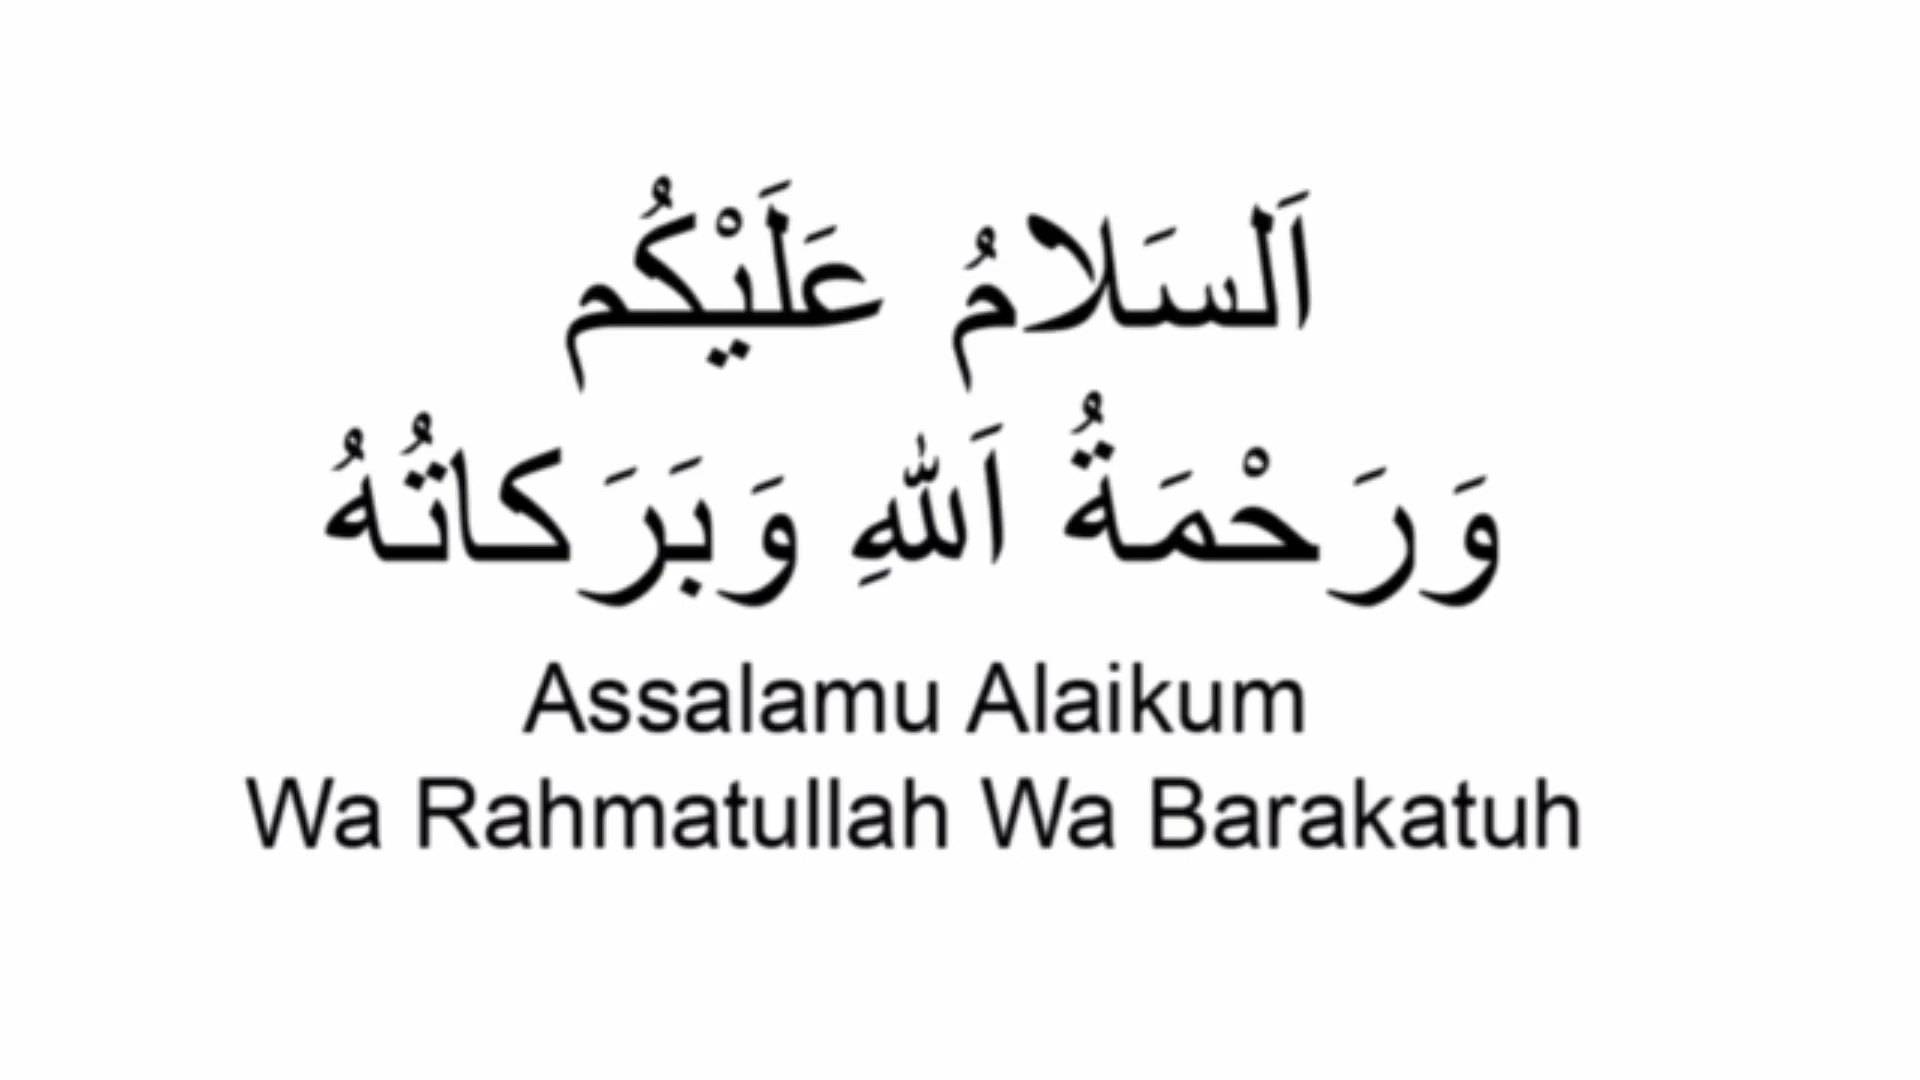 اَلسَلامُ عَلَيْكُم
وَرَحْمَةُ اَللهِ وَبَرَكاتُهُ
Assalamu Alaikum
Wa Rahmatullah Wa Barakatuh